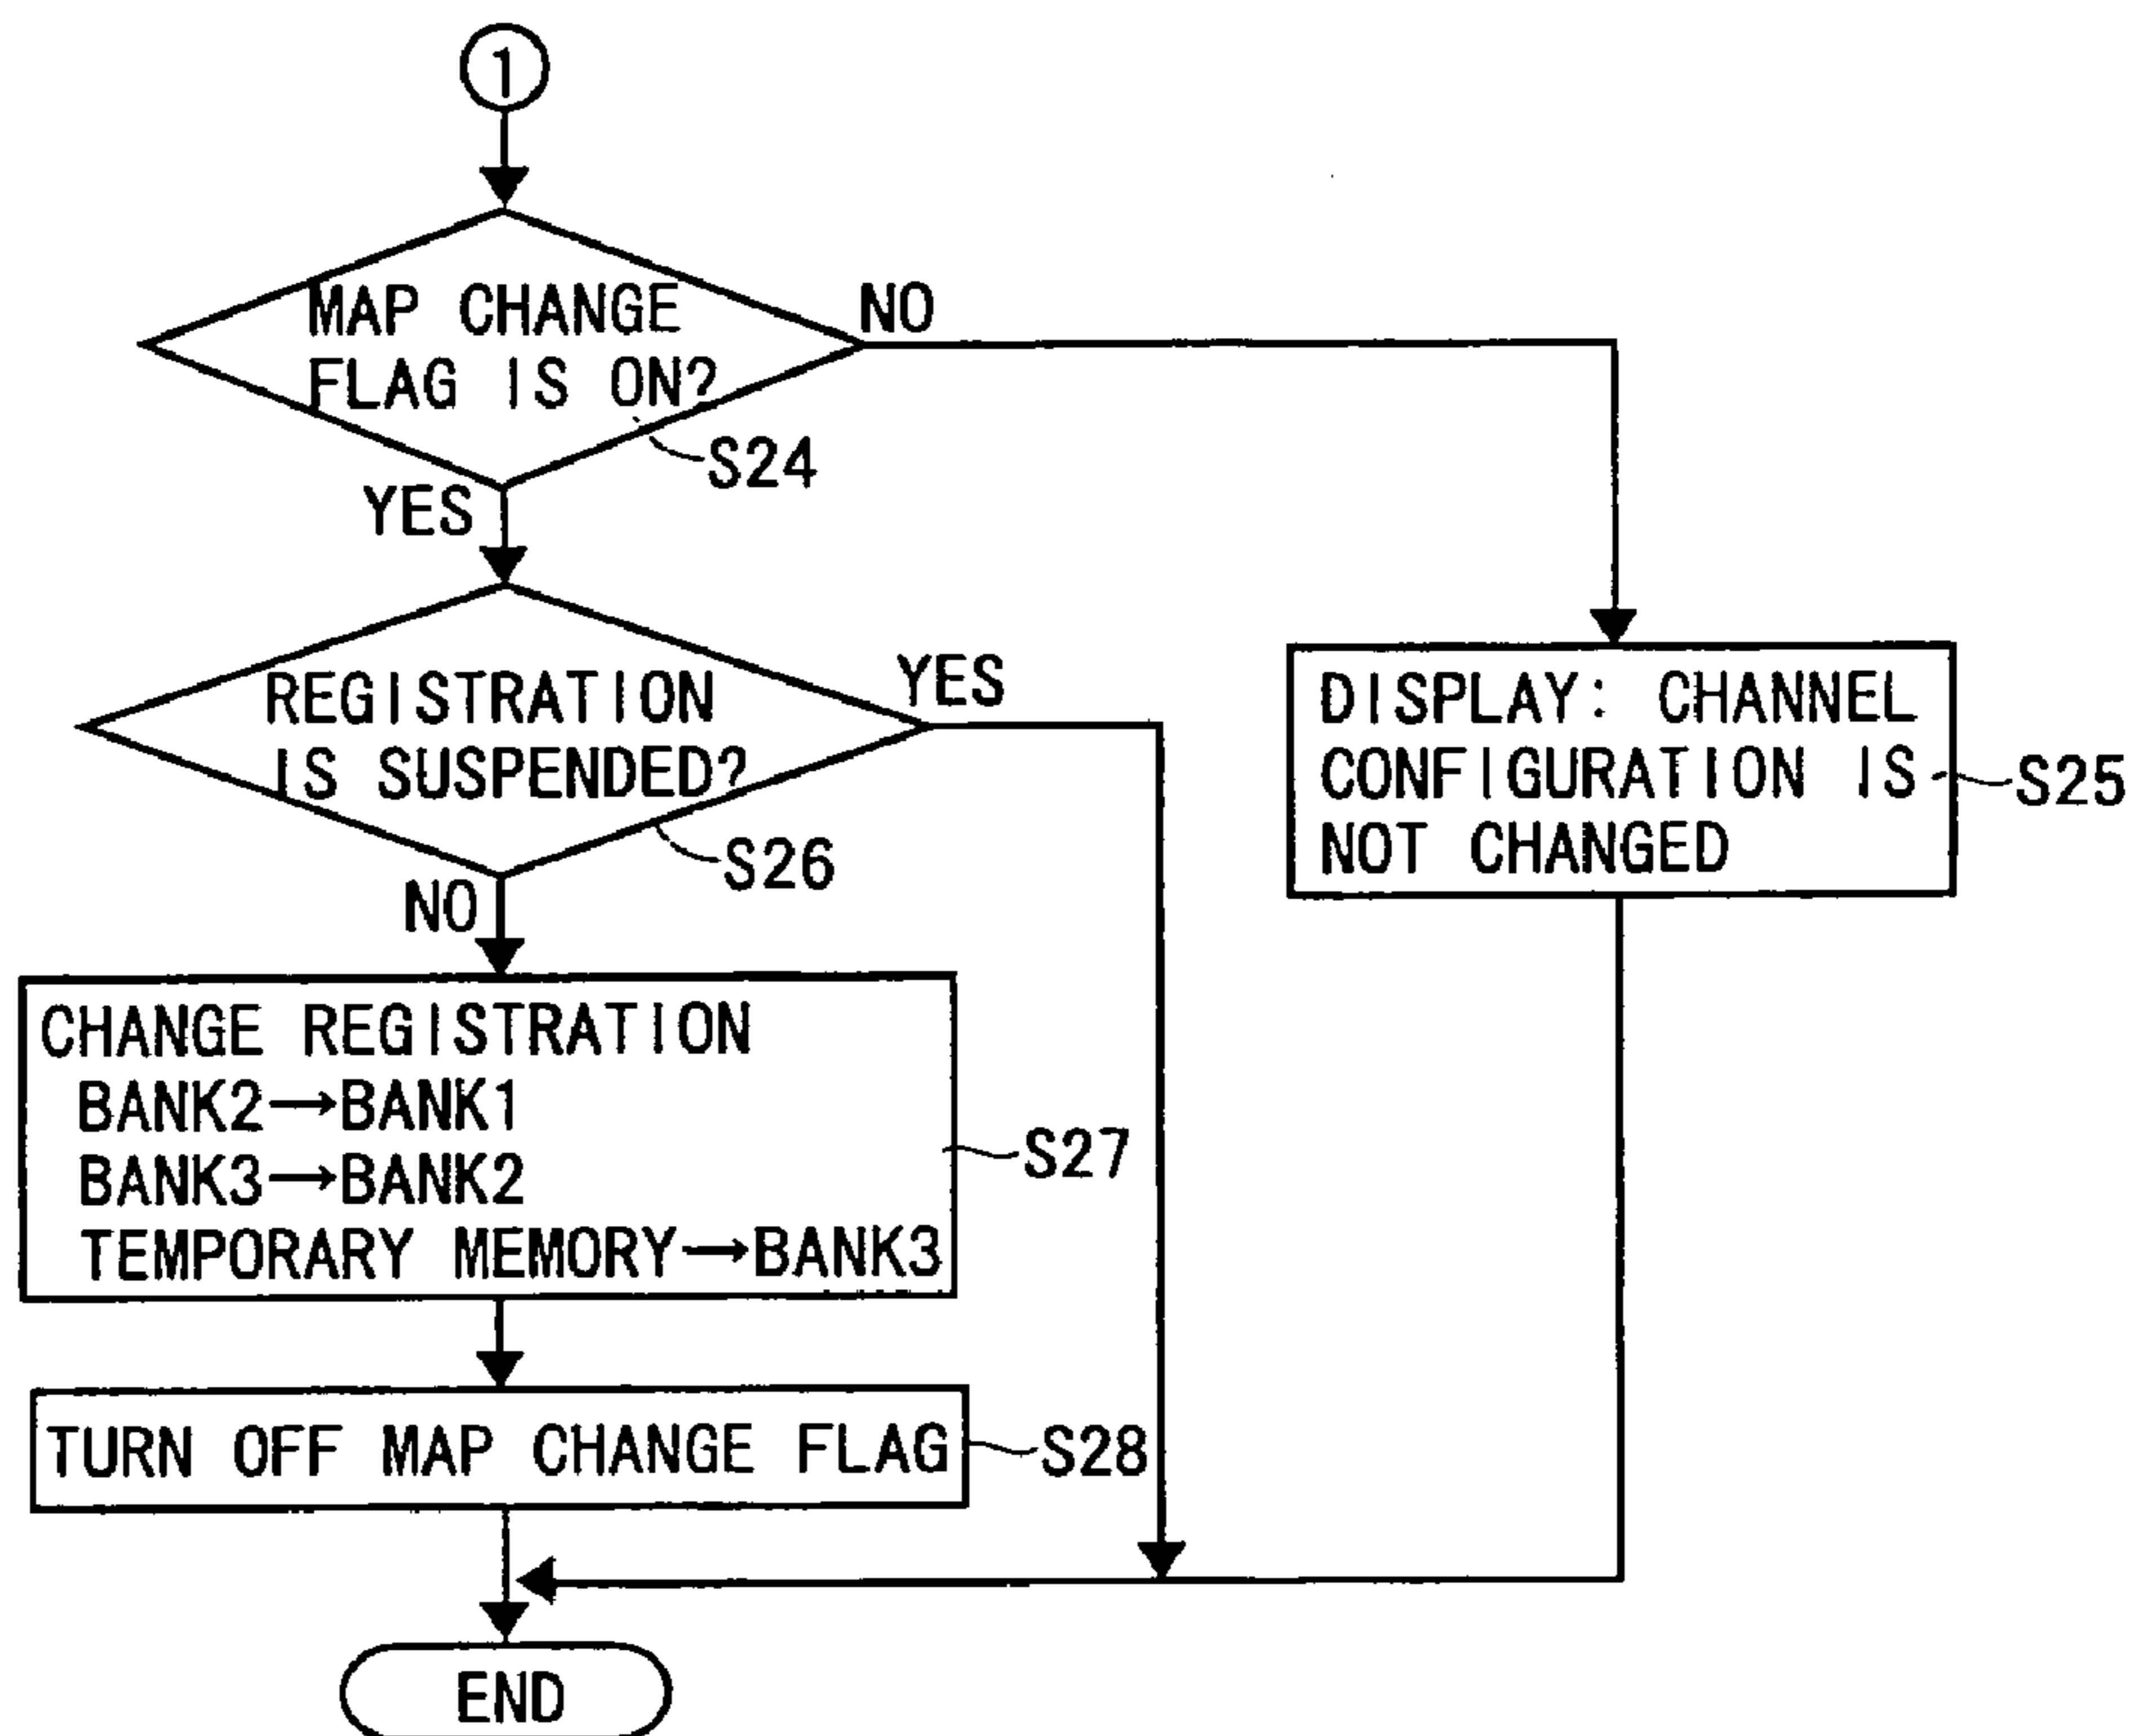 1
MAP CHANGE
FLAG IS ON?
NO
S24
YES
REGISTRATION
IS SUSPENDED?
YES
S26
NO
DISPLAY: CHANNEL
CONFIGURATION IS
NOT CHANGED
S25
CHANGE REGISTRATION
BANK2→BANK1
BANK3→BANK2
TEMPORARY MEMORY→BANK3
S27
TURN OFF MAP CHANGE FLAG
S28
END